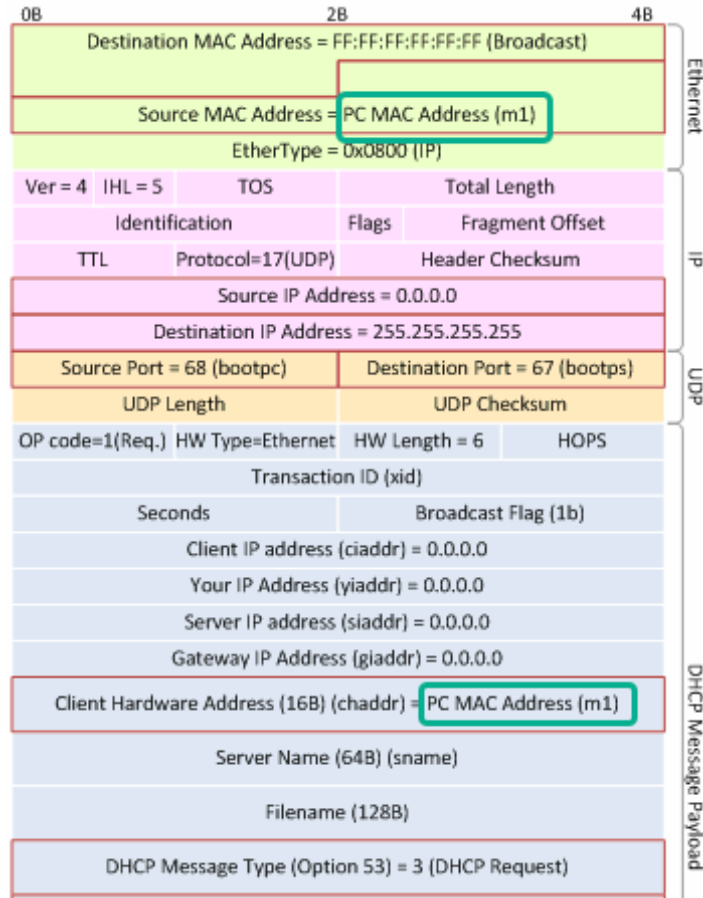 0B 2B 4B
Destination MAC Address = FF:FF:FF:FF:FF:FF (Broadcast)
Source MAC Address = PC MAC Address (m1)
EtherType = 0x0800 (IP)
Ethernet
Ver = 4 IHL = 5 TOS Total Length
Identification Flags Fragment Offset
TTL Protocol=17(UDP) Header Checksum
Source IP Address = 0.0.0.0
Destination IP Address = 255.255.255.255
IP
Source Port = 68 (bootpc) Destination Port = 67 (bootps)
UDP Length UDP Checksum
UDP
OP code=1(Req.) HW Type=Ethernet HW Length = 6 HOPS
Transaction ID (xid)
Seconds Broadcast Flag (1b)
Client IP address (ciaddr) = 0.0.0.0
Your IP Address (yiaddr) = 0.0.0.0
Server IP address (siaddr) = 0.0.0.0
Gateway IP Address (giaddr) = 0.0.0.0
Client Hardware Address (16B) (chaddr) = PC MAC Address (m1)
Server Name (64B) (sname)
Filename (128B)
DHCP Message Type (Option 53) = 3 (DHCP Request)
DHCP Message Payload